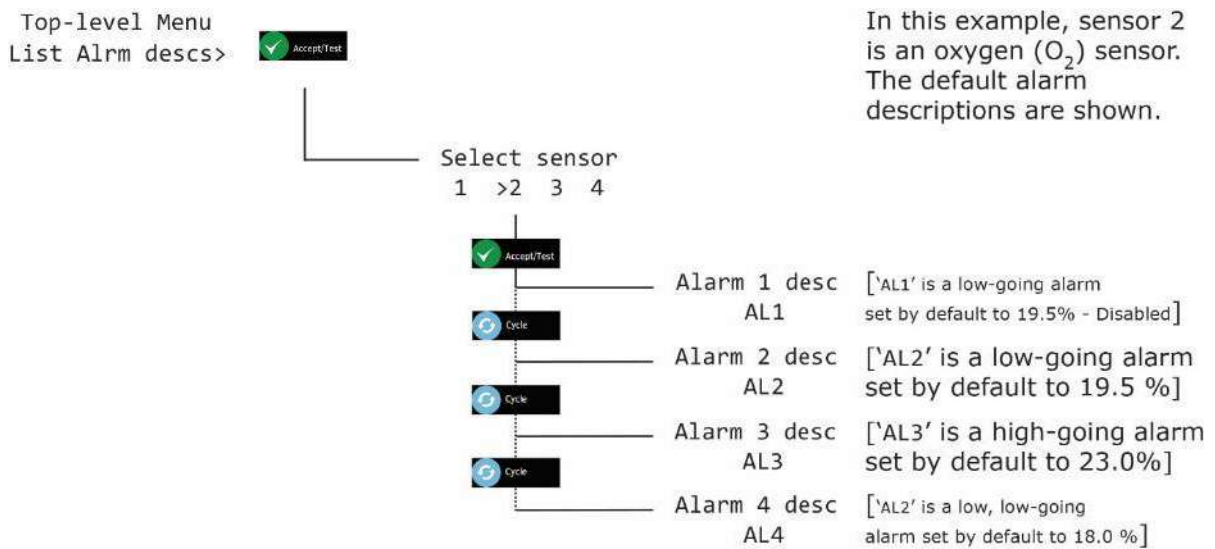 Top-level Menu
List Alrm descs>
Accept/Test
In this example, sensor 2
is an oxygen (O₂) sensor.
The default alarm
descriptions are shown.
Select sensor
1 >2 3 4
Accept/Test
Alarm 1 desc
AL1
['AL1' is a low-going alarm
set by default to 19.5% - Disabled]
Cycle
Alarm 2 desc
AL2
['AL2' is a low-going alarm
set by default to 19.5 %]
Cycle
Alarm 3 desc
AL3
['AL3' is a high-going alarm
set by default to 23.0%]
Cycle
Alarm 4 desc
AL4
['AL2' is a low, low-going
alarm set by default to 18.0 %]